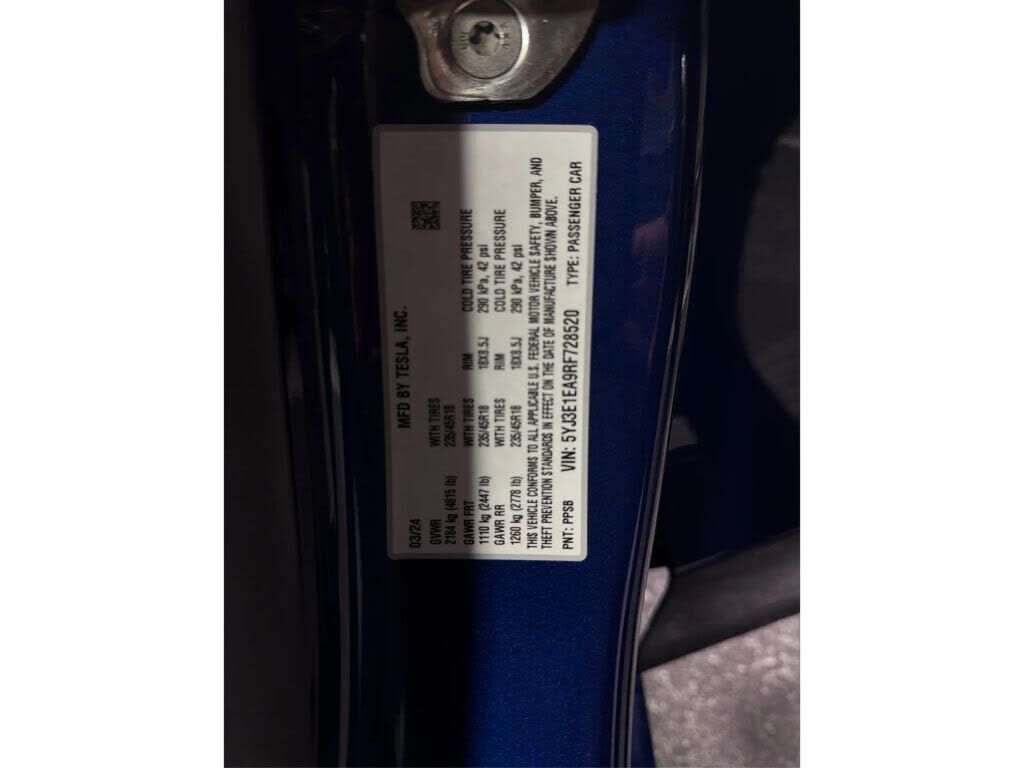 MFD BY TESLA, INC.
03/24
GVWR WITH TIRES
2184 kg (4815 lb) 235/45R18
GAWR FRT WITH TIRES RIM COLD TIRE PRESSURE
1110 kg (2447 lb) 235/45R18 18X8.5J 290 kPa, 42 psi
GAWR RR WITH TIRES RIM COLD TIRE PRESSURE
1260 kg (2778 lb) 235/45R18 18X8.5J 290 kPa, 42 psi
THIS VEHICLE CONFORMS TO ALL APPLICABLE U.S. FEDERAL MOTOR VEHICLE SAFETY, BUMPER, AND
THEFT PREVENTION STANDARDS IN EFFECT ON THE DATE OF MANUFACTURE SHOWN ABOVE.
PNT: PPSB VIN: 5YJ3E1EA9RF728520 TYPE: PASSENGER CAR